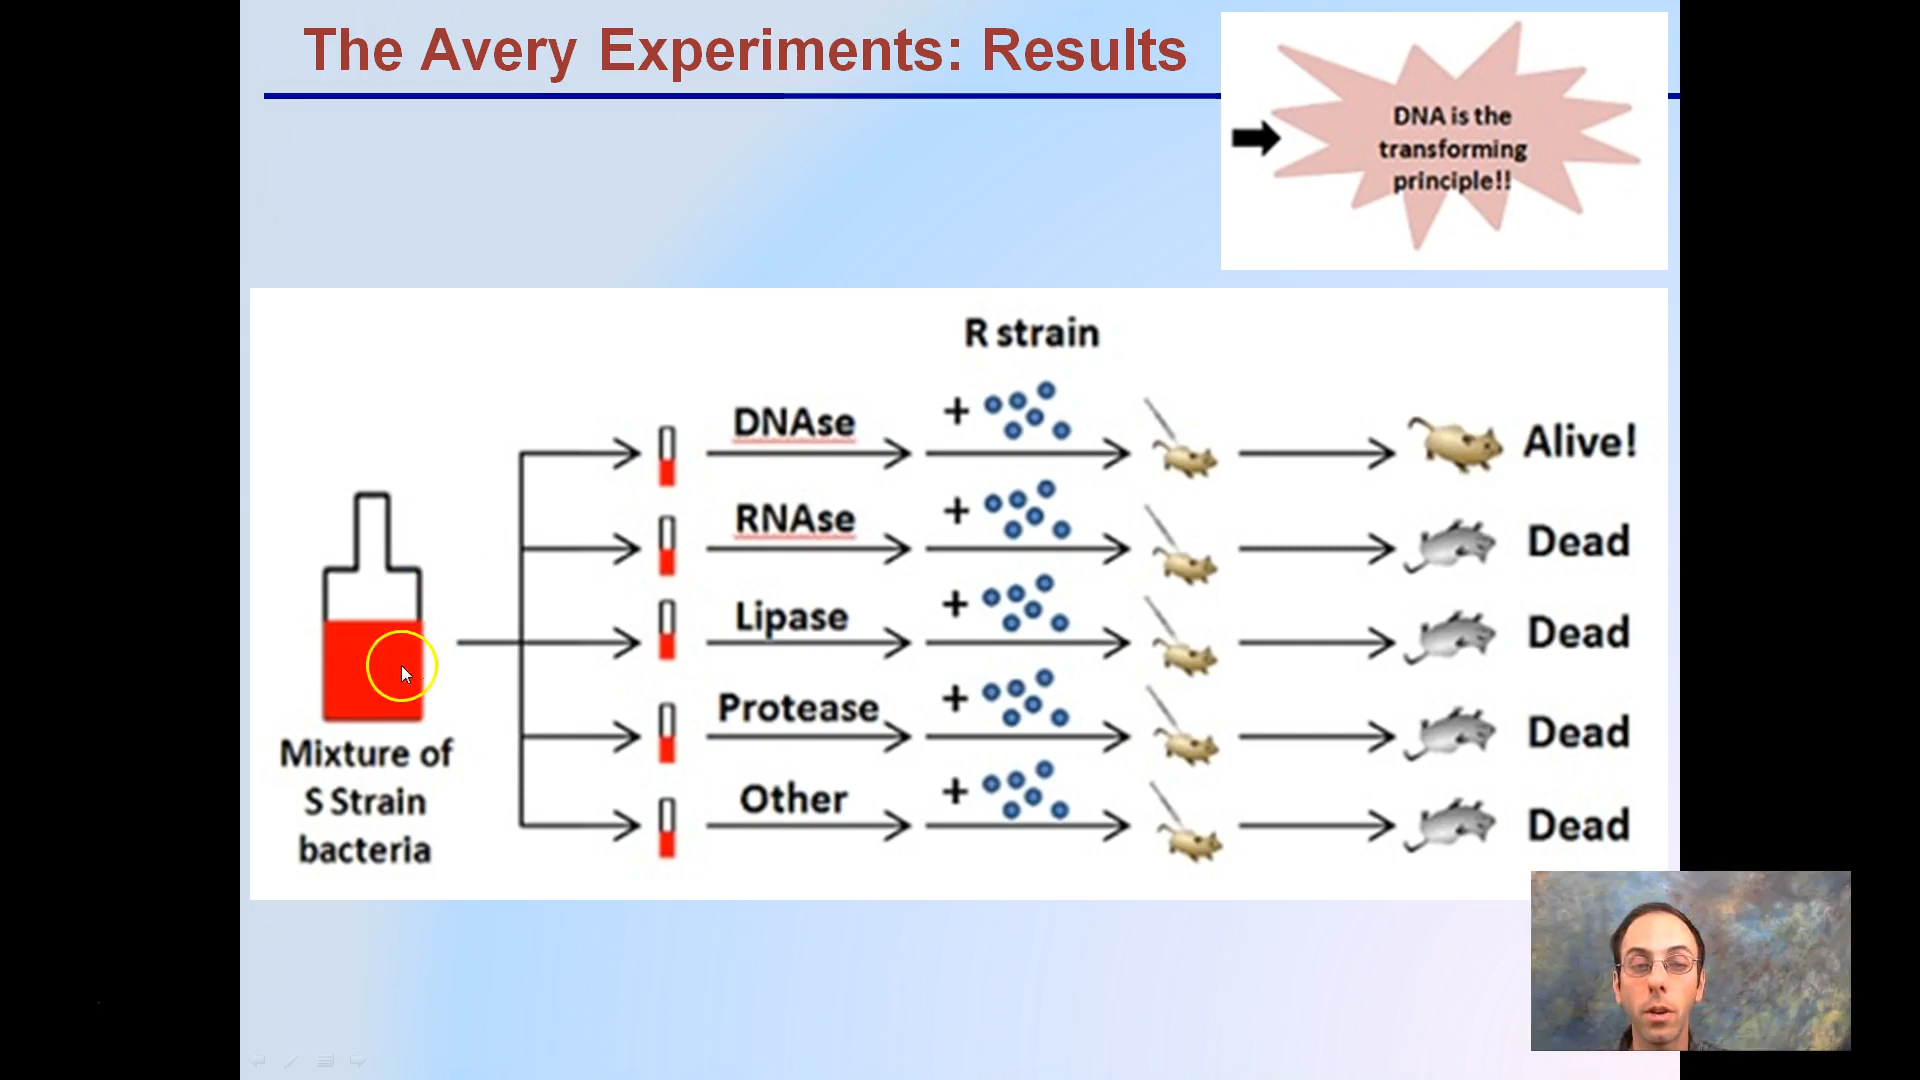 The Avery Experiments: Results
DNA is the
transforming
principle!!
R strain
DNAse
+
Alive!
RNAse
+
Dead
Lipase
+
Dead
Protease
+
Dead
Other
+
Dead
Mixture of
S Strain
bacteria